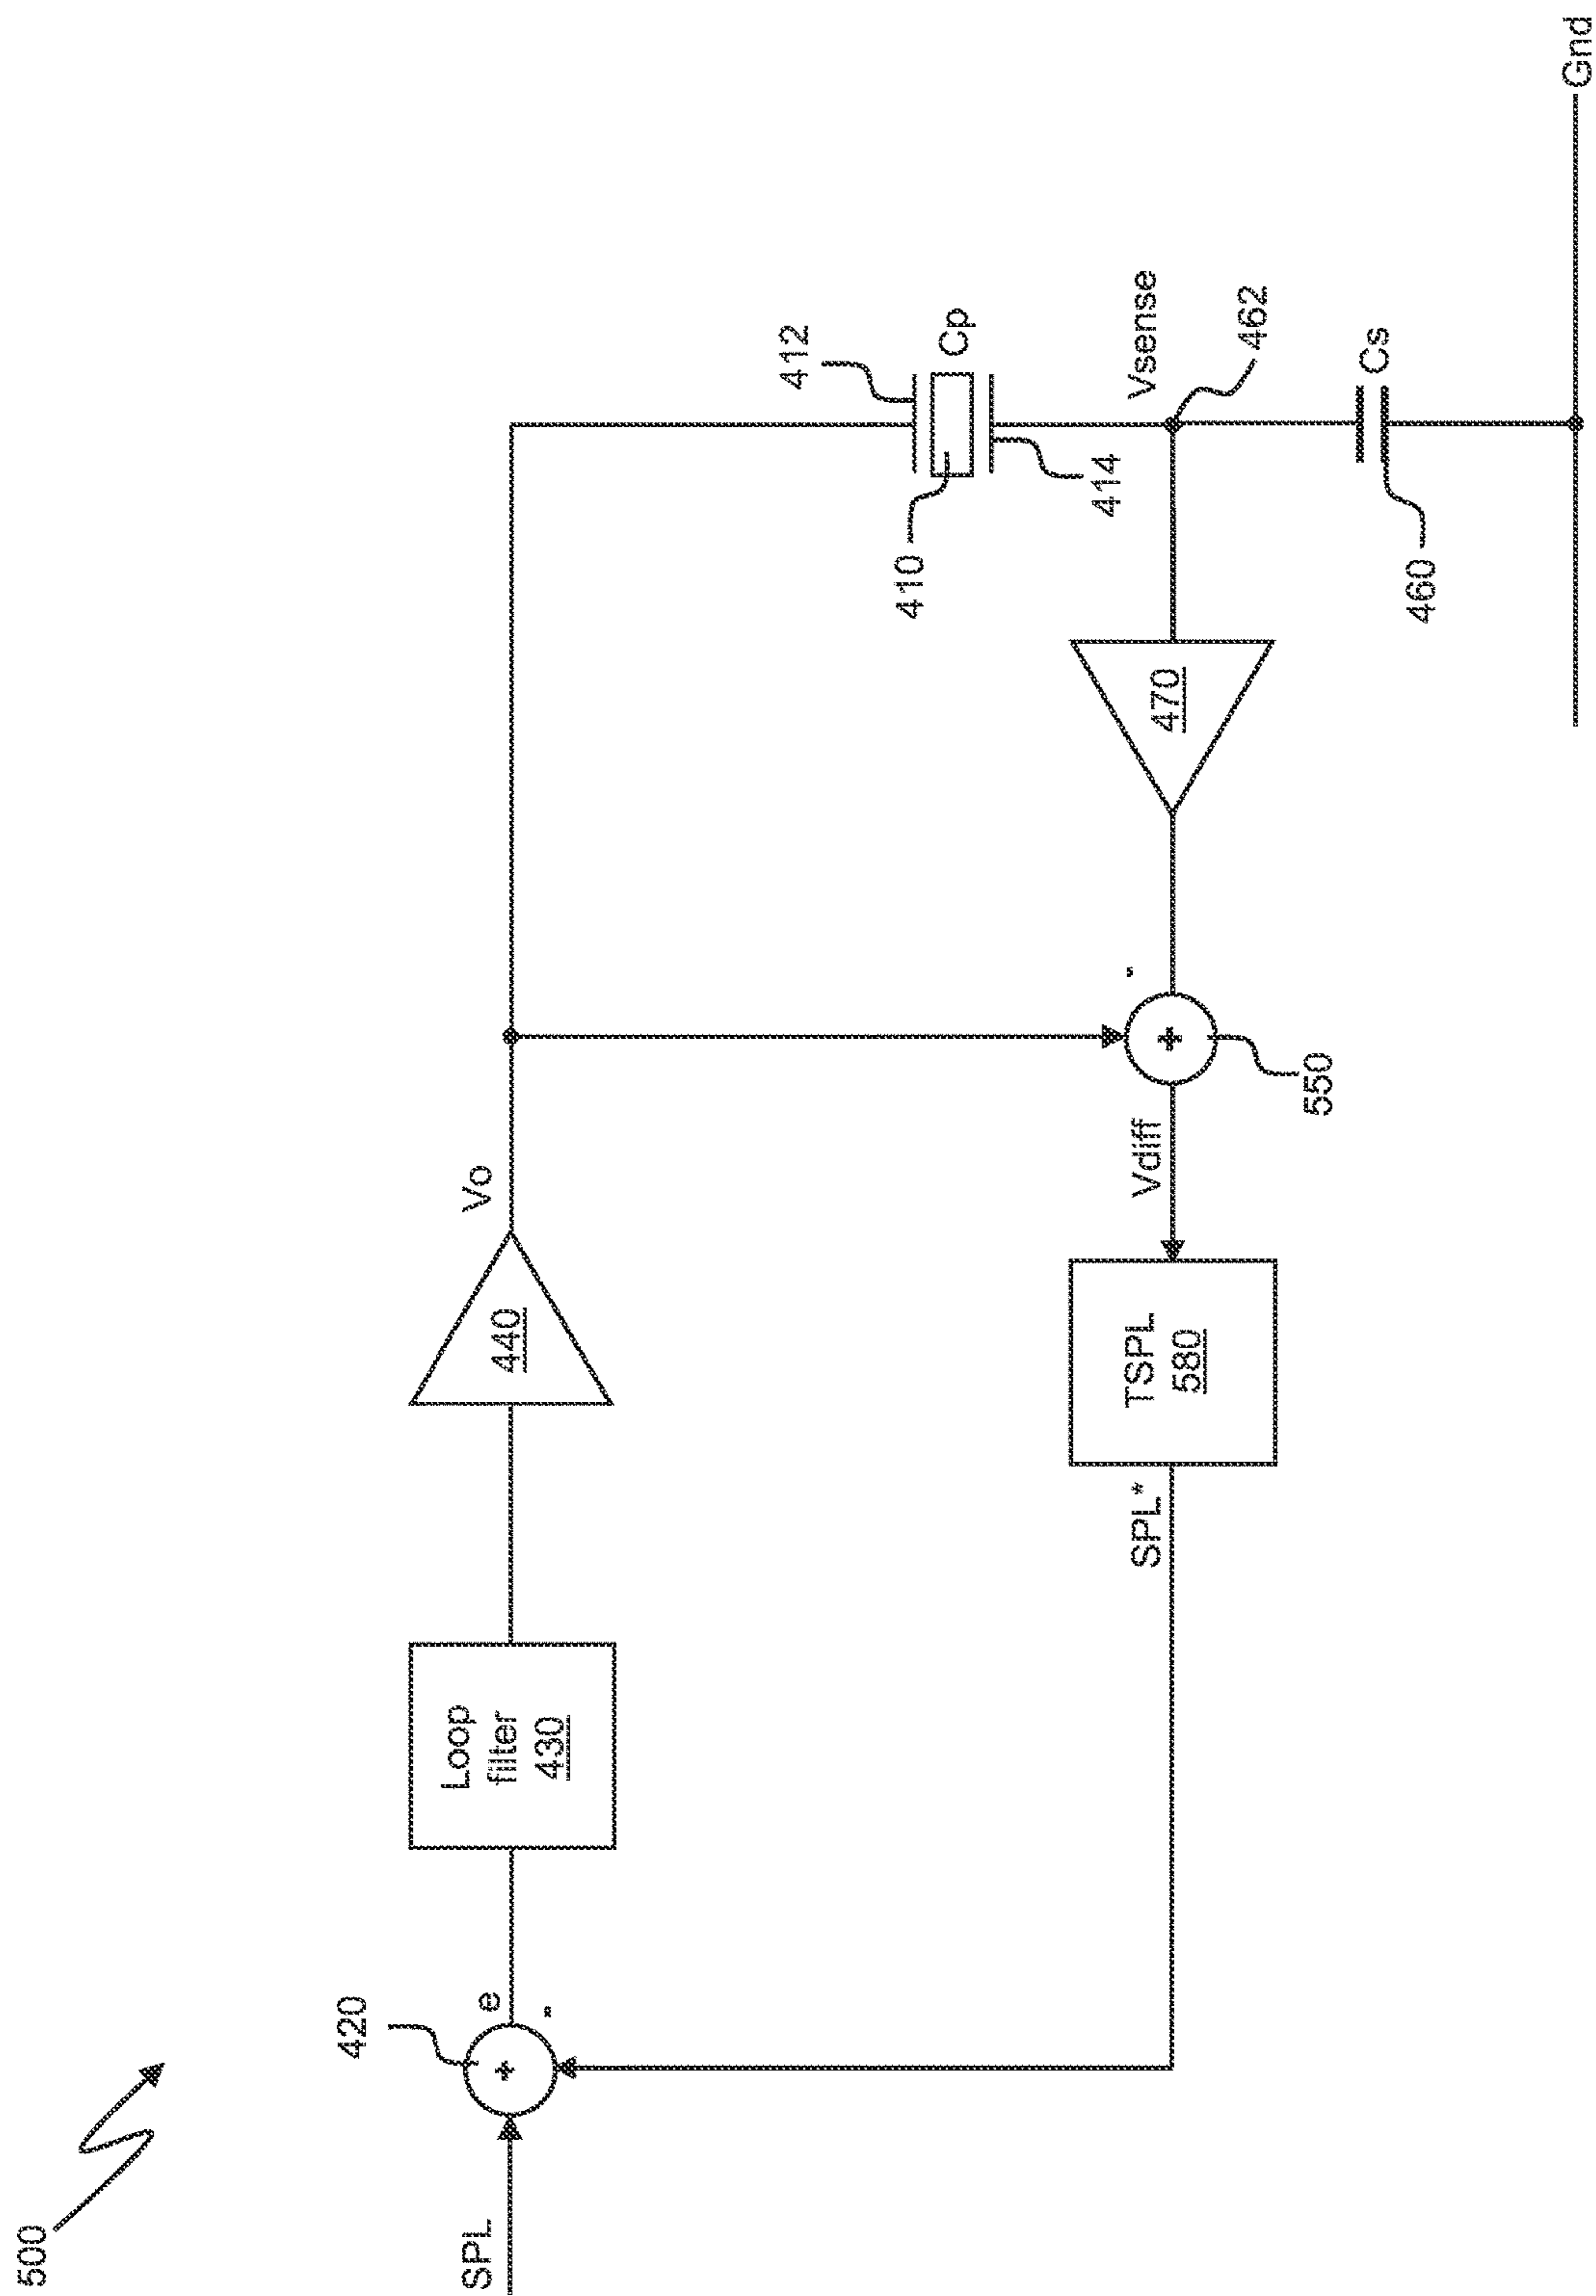 500
SPL
+
420
e
-
Loop
filter
430
440
Vo
412
410
Cp
414
Vsense
462
Cs
460
470
-
+
550
Vdiff
TSPL
580
SPL*
Gnd